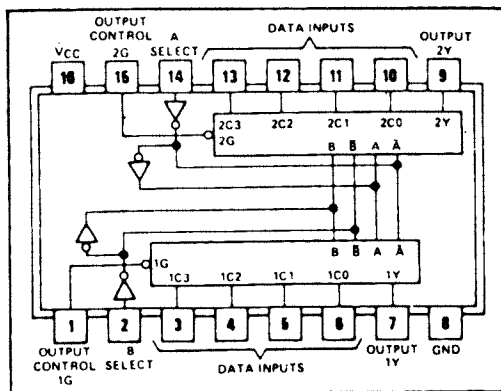 OUTPUT
CONTROL A DATA INPUTS OUTPUT
VCC 2G SELECT 2Y
16 15 14 13 12 11 10 9
2C3 2C2 2C1 2C0 2Y
2G
B B̅ A A̅
B B̅ A A̅
1G
1C3 1C2 1C1 1C0 1Y
1 2 3 4 5 6 7 8
OUTPUT B DATA INPUTS OUTPUT GND
CONTROL SELECT 1Y
1G